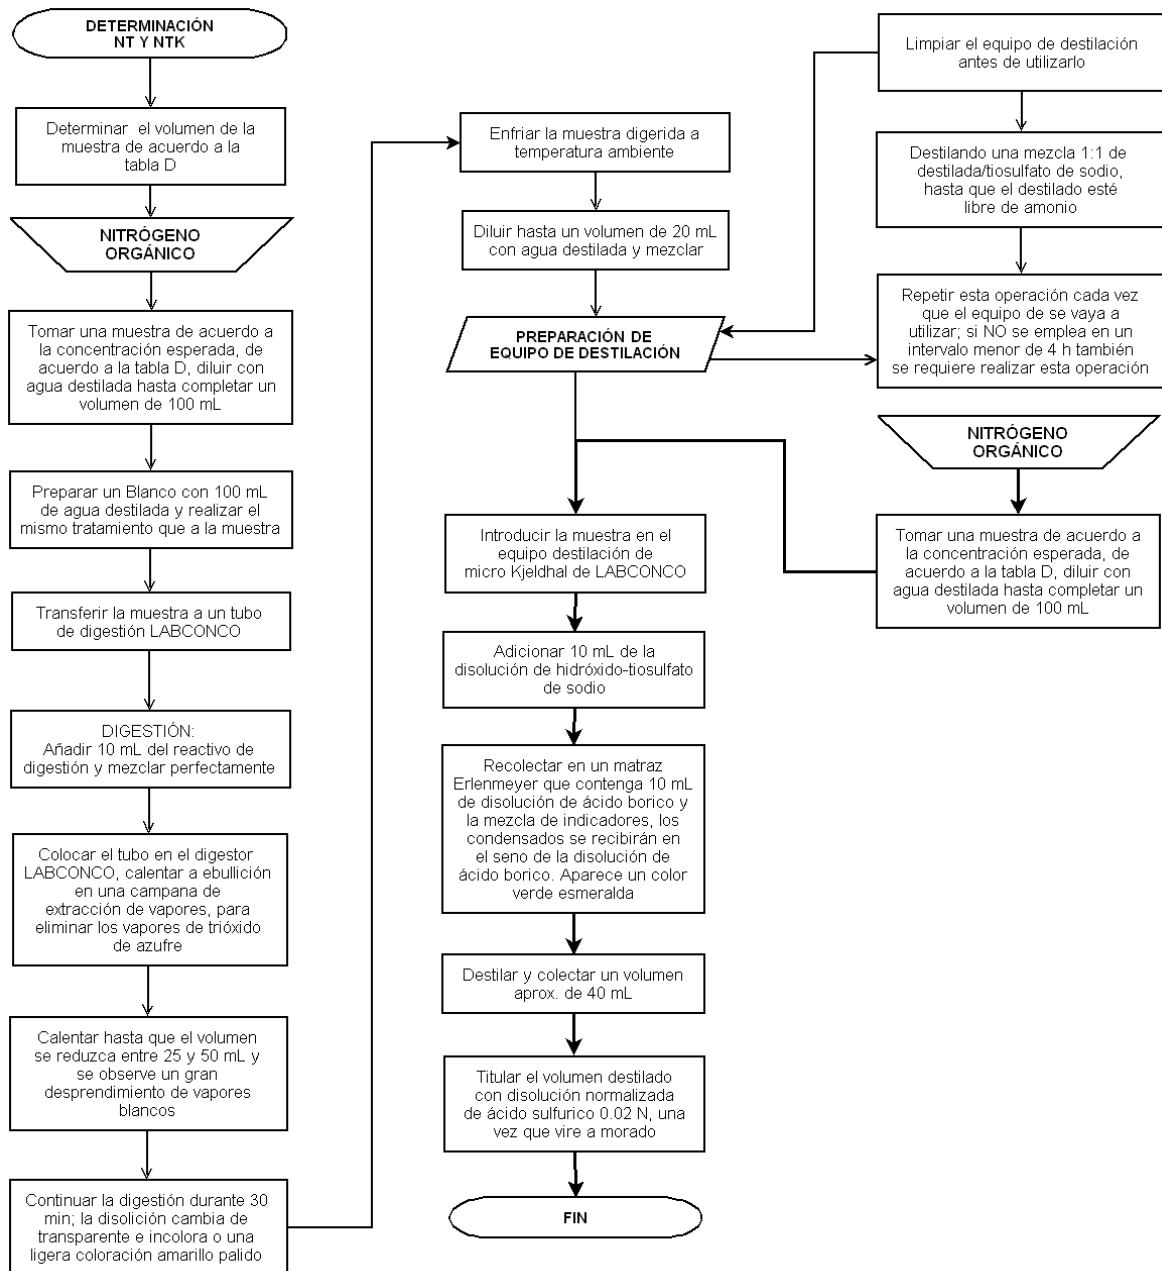 DETERMINACIÓN
NT Y NTK
Determinar el volumen de la
muestra de acuerdo a la
tabla D
NITRÓGENO
ORGÁNICO
Tomar una muestra de acuerdo a
la concentración esperada, de
acuerdo a la tabla D, diluir con
agua destilada hasta completar un
volumen de 100 mL
Preparar un Blanco con 100 mL
de agua destilada y realizar el
mismo tratamiento que a la muestra
Transferir la muestra a un tubo
de digestión LABCONCO
DIGESTIÓN:
Añadir 10 mL del reactivo de
digestión y mezclar perfectamente
Colocar el tubo en el digestor
LABCONCO, calentar a ebullición
en una campana de
extracción de vapores, para
eliminar los vapores de trióxido
de azufre
Calentar hasta que el volumen
se reduzca entre 25 y 50 mL y
se observe un gran
desprendimiento de vapores
blancos
Continuar la digestión durante 30
min; la disolición cambia de
transparente e incolora o una
ligera coloración amarillo palido
Enfriar la muestra digerida a
temperatura ambiente
Diluir hasta un volumen de 20 mL
con agua destilada y mezclar
PREPARACIÓN DE
EQUIPO DE DESTILACIÓN
Introducir la muestra en el
equipo destilación de
micro Kjeldhal de LABCONCO
Adicionar 10 mL de la
disolución de hidróxido-tiosulfato
de sodio
Recolectar en un matraz
Erlenmeyer que contenga 10 mL
de disolución de ácido borico y
la mezcla de indicadores, los
condensados se recibirán en
el seno de la disolución de
ácido borico. Aparece un color
verde esmeralda
Destilar y colectar un volumen
aprox. de 40 mL
Titular el volumen destilado
con disolución normalizada
de ácido sulfurico 0.02 N, una
vez que vire a morado
FIN
Limpiar el equipo de destilación
antes de utilizarlo
Destilando una mezcla 1:1 de
destilada/tiosulfato de sodio,
hasta que el destilado esté
libre de amonio
Repetir esta operación cada vez
que el equipo de se vaya a
utilizar; si NO se emplea en un
intervalo menor de 4 h también
se requiere realizar esta operación
NITRÓGENO
ORGÁNICO
Tomar una muestra de acuerdo a
la concentración esperada, de
acuerdo a la tabla D, diluir con
agua destilada hasta completar un
volumen de 100 mL